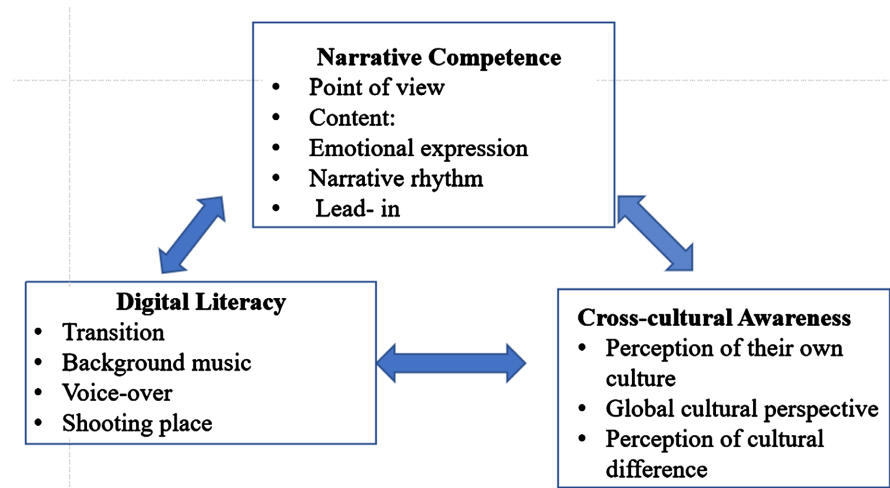 Narrative Competence
• Point of view
• Content:
• Emotional expression
• Narrative rhythm
• Lead- in
Digital Literacy
• Transition
• Background music
• Voice-over
• Shooting place
Cross-cultural Awareness
• Perception of their own
culture
• Global cultural perspective
• Perception of cultural
difference